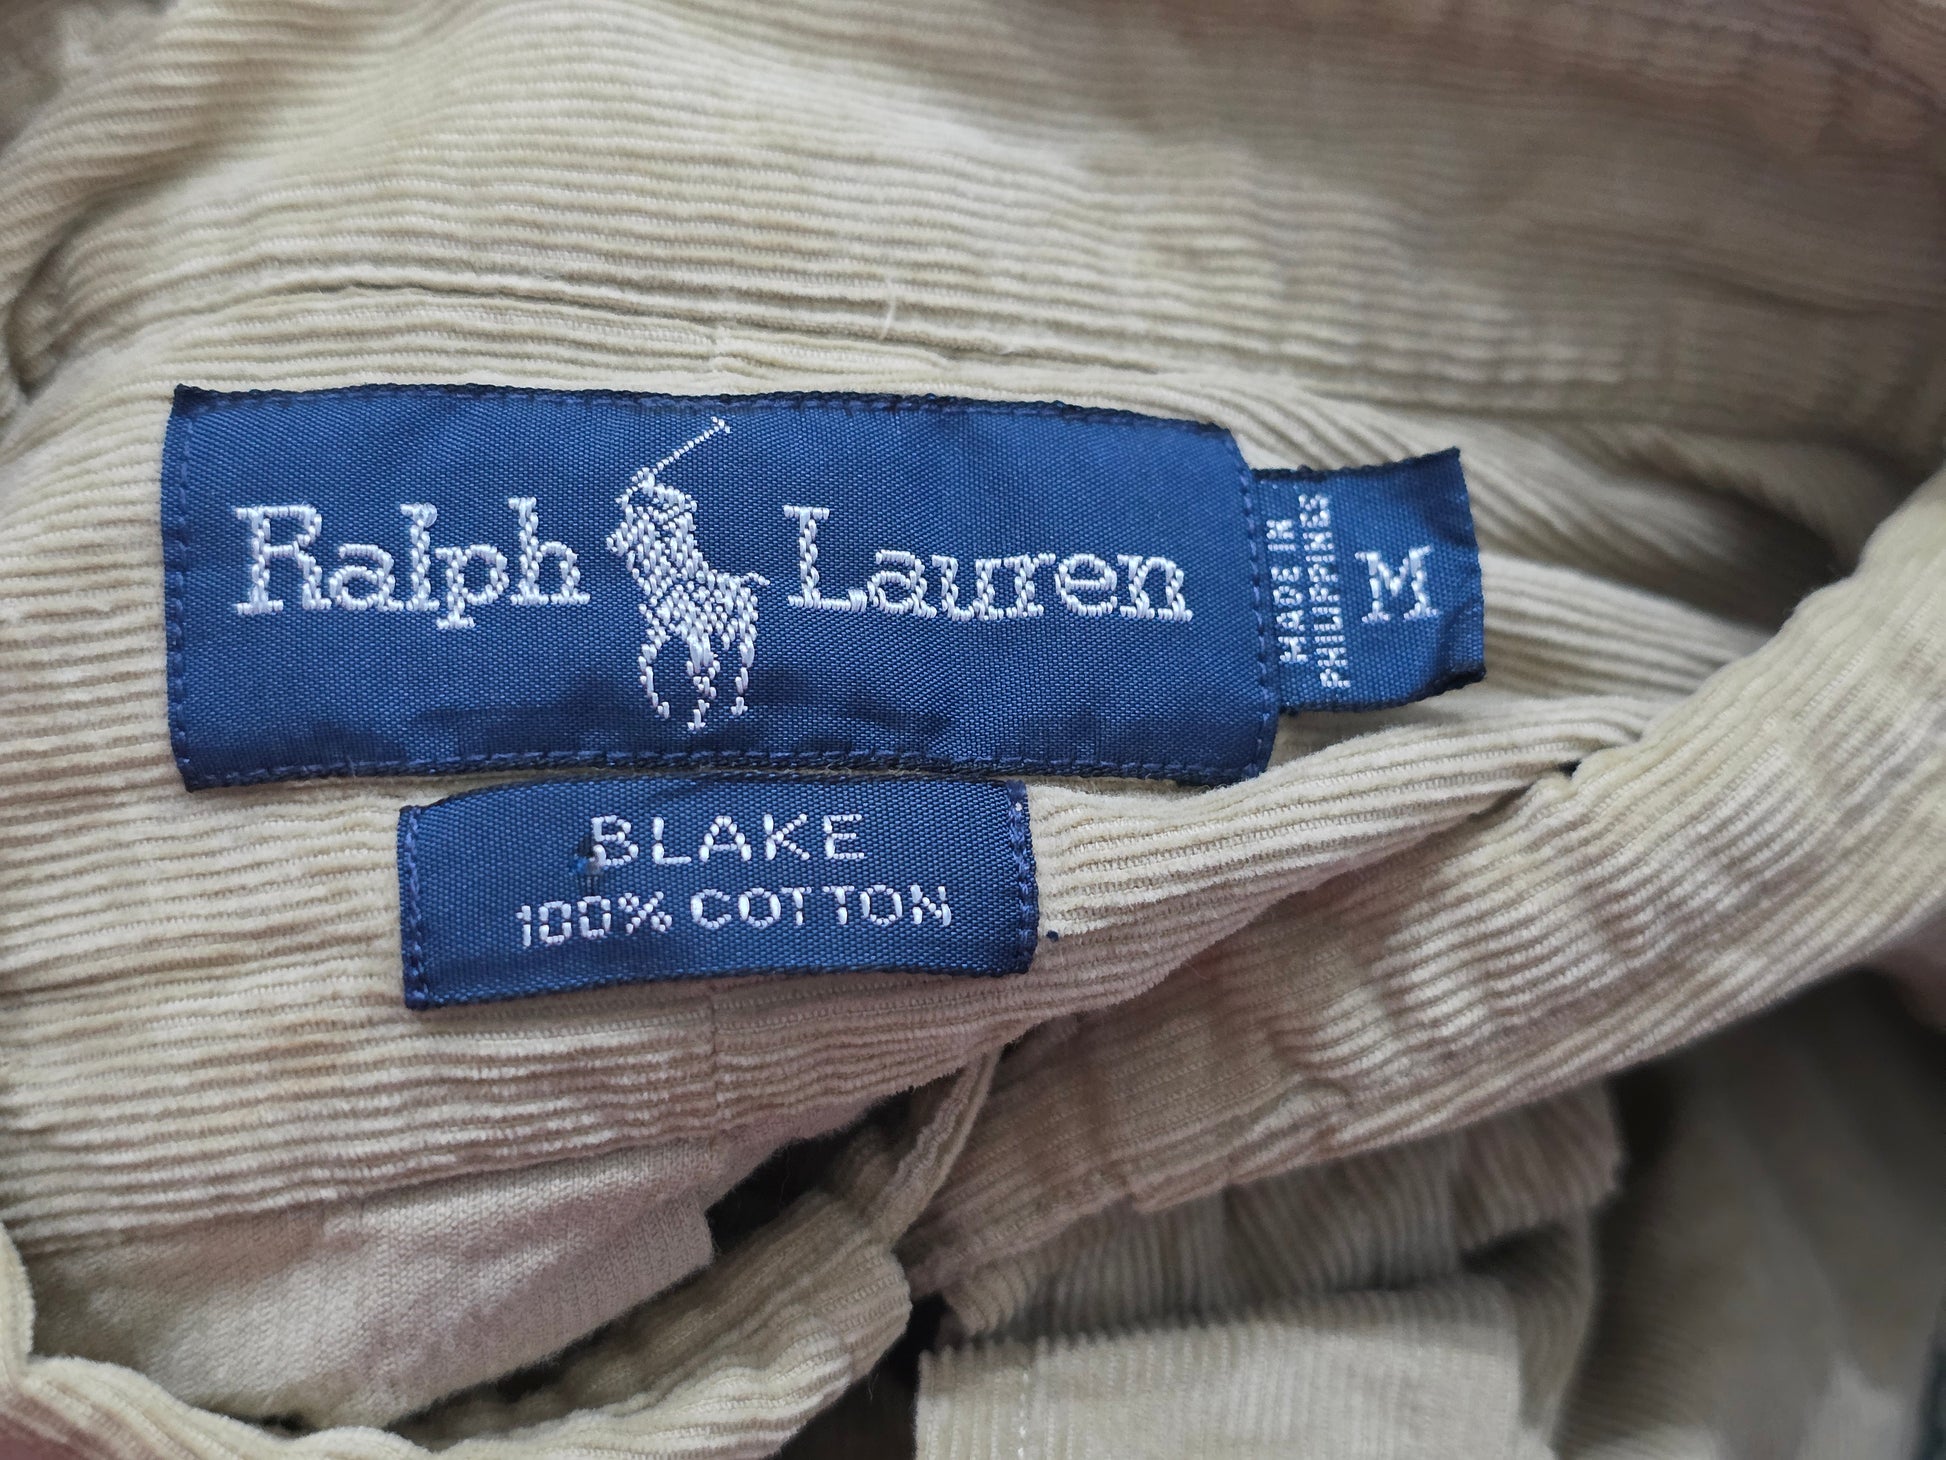 Ralph Lauren
MADE IN
PHILIPPINES
M
BLAKE
100% COTTON